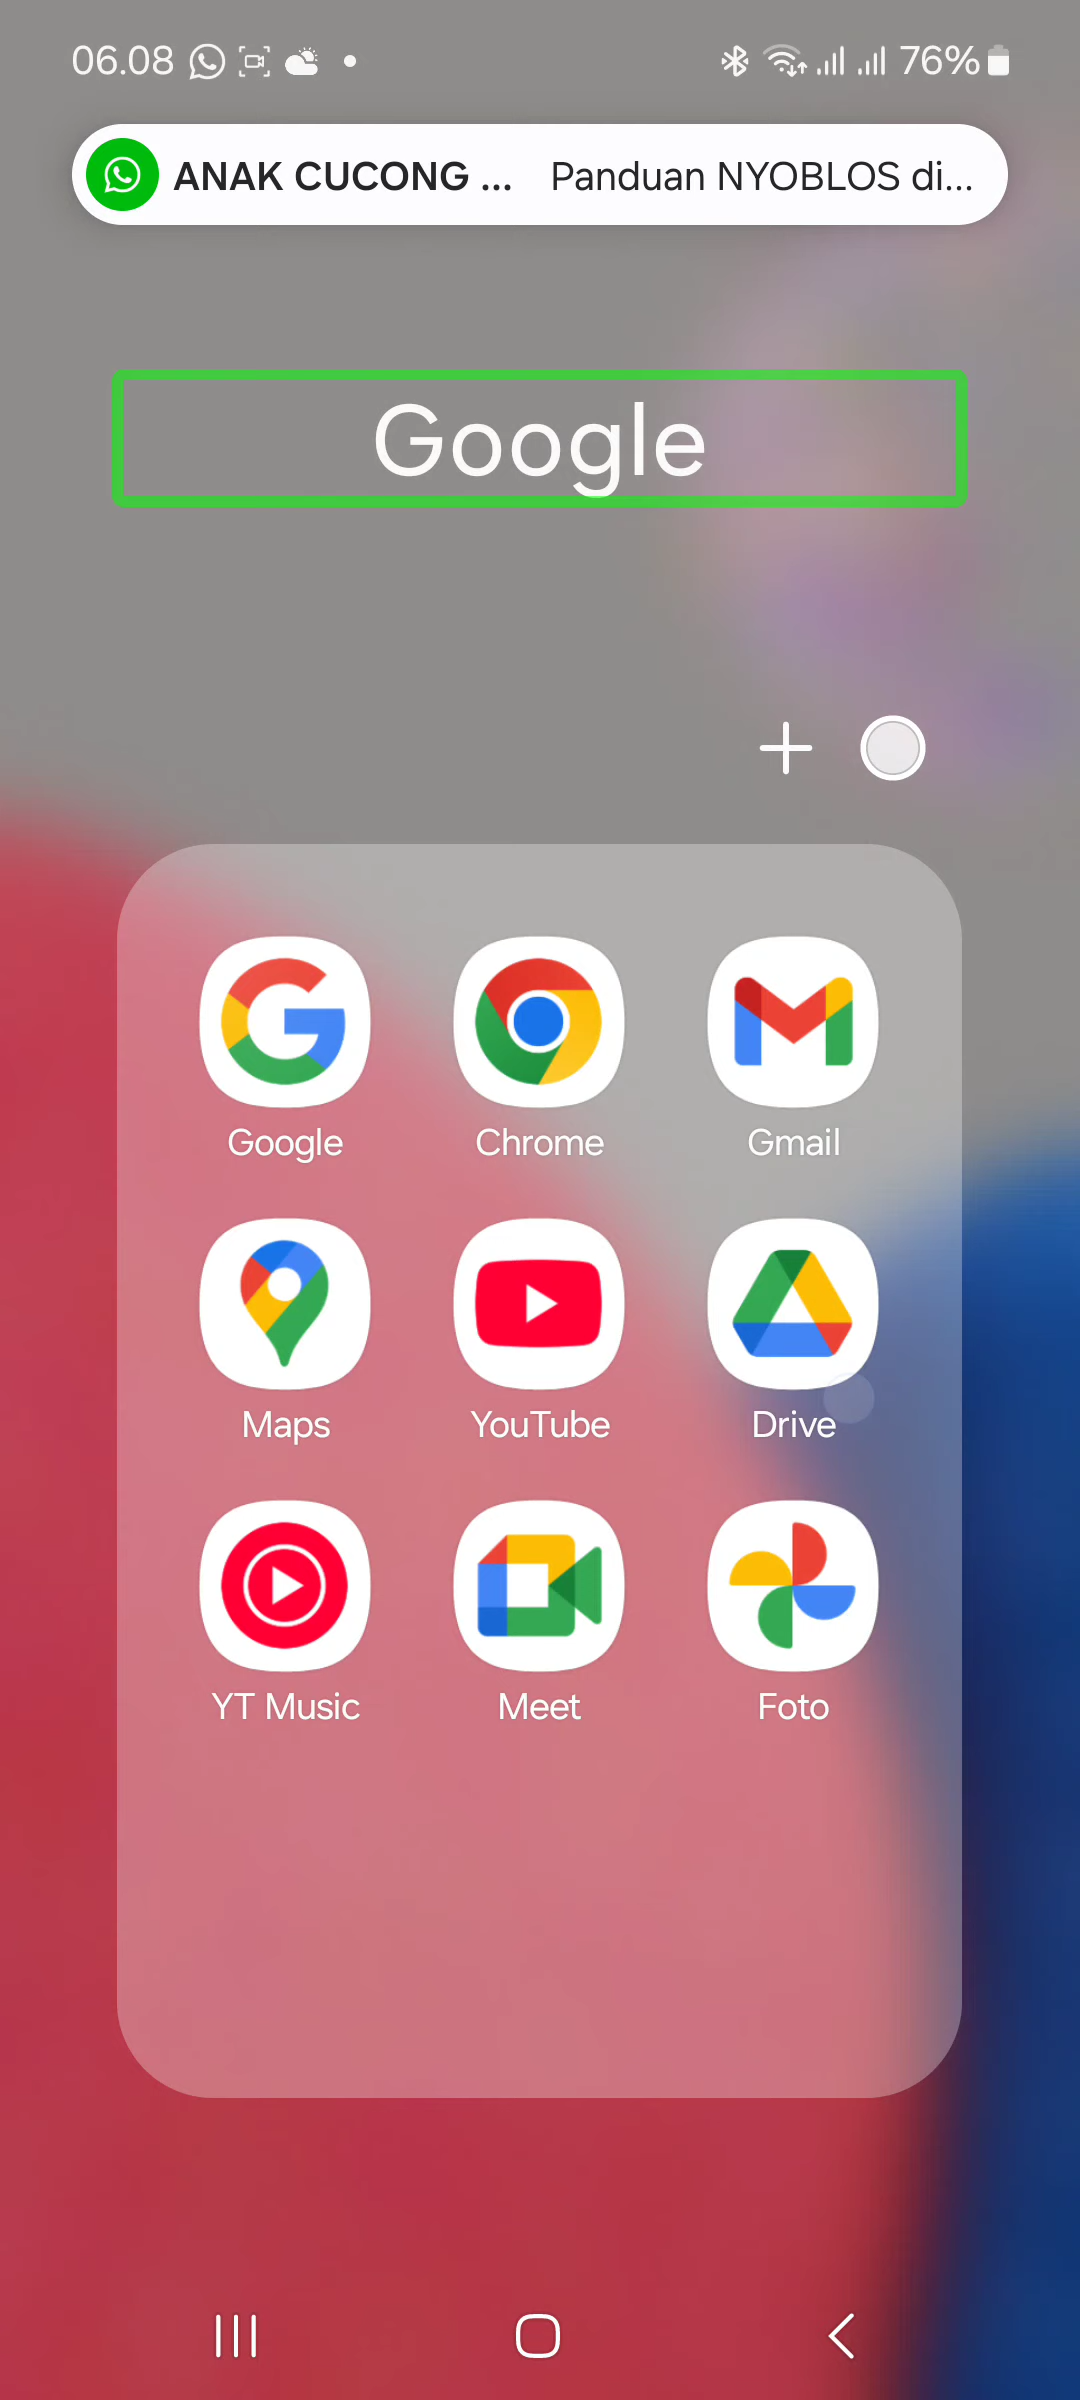 06.08 76%
ANAK CUCONG ... Panduan NYOBLOS di...
Google
Google Chrome Gmail
Maps YouTube Drive
YT Music Meet Foto